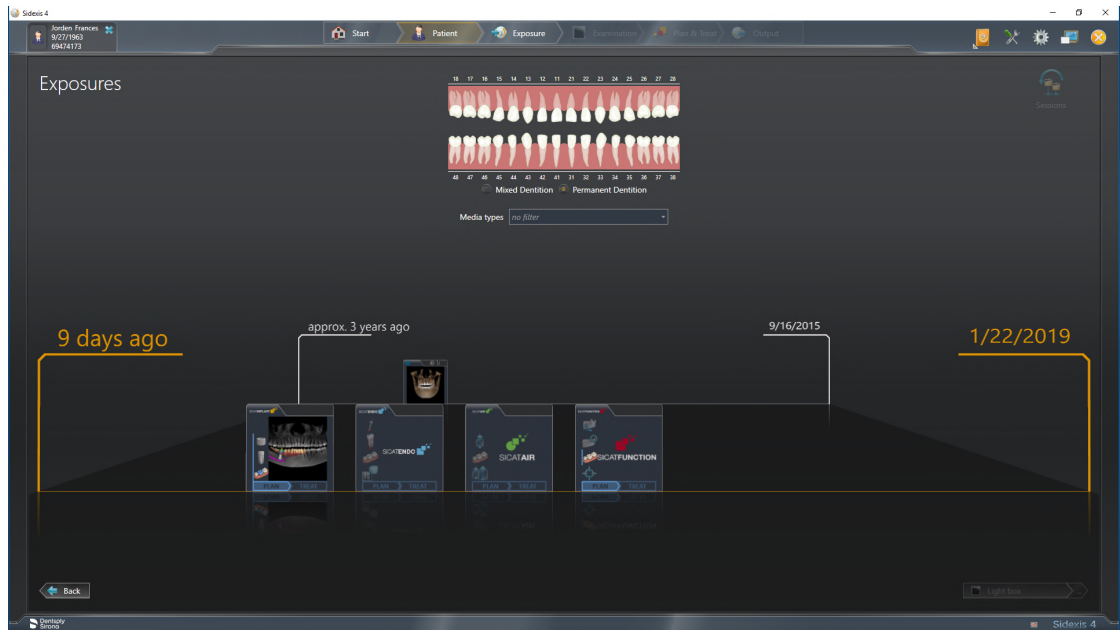 Sidexis 4
Jorden Frances
9/27/1963
69474173
Start
Patient
Exposure
Examination
Plan & Treat
Output
Exposures
Sessions
18 17 16 15 14 13 12 11 21 22 23 24 25 26 27 28
48 47 46 45 44 43 42 41 31 32 33 34 35 36 37 38
Mixed Dentition
Permanent Dentition
Media types
no filter
9 days ago
approx. 3 years ago
9/16/2015
1/22/2019
SICATENDO
SICATAIR
SICATFUNCTION
PLAN TREAT
PLAN TREAT
PLAN TREAT
PLAN TREAT
Back
Light box
Dentsply
Sirona
Sidexis 4